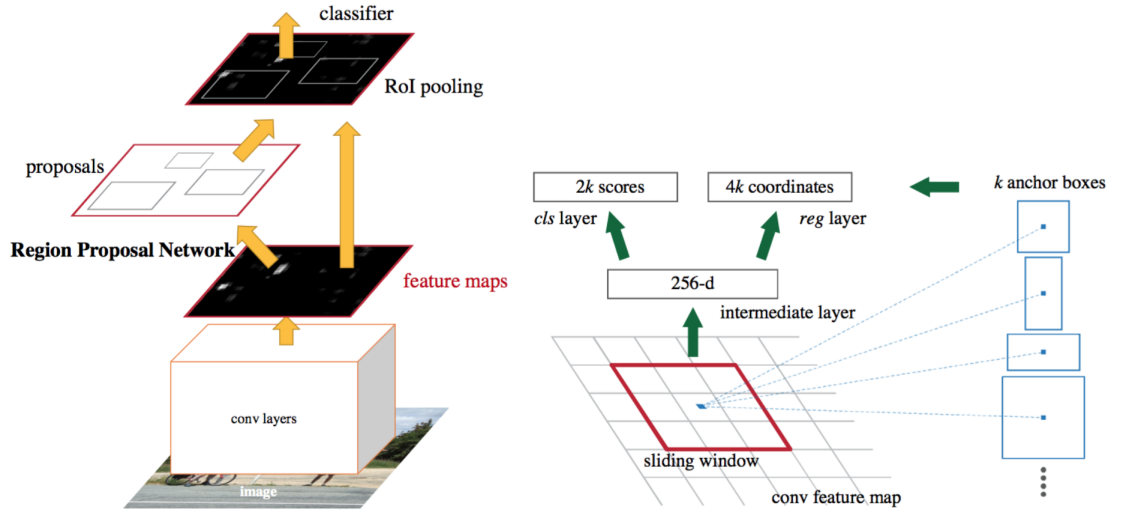 classifier
RoI pooling
proposals
Region Proposal Network
feature maps
conv layers
image
2k scores
4k coordinates
k anchor boxes
cls layer
reg layer
256-d
intermediate layer
sliding window
conv feature map